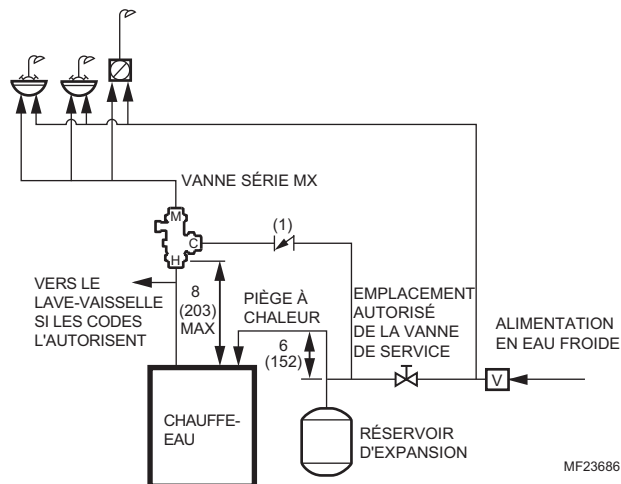 VANNE SÉRIE MX
M
C
H
(1)
VERS LE
LAVE-VAISSELLE
SI LES CODES
L'AUTORISENT
8
(203)
MAX
PIÈGE À
CHALEUR
6
(152)
EMPLACEMENT
AUTORISÉ
DE LA VANNE
DE SERVICE
ALIMENTATION
EN EAU FROIDE
V
CHAUFFE-
EAU
RÉSERVOIR
D'EXPANSION
MF23686